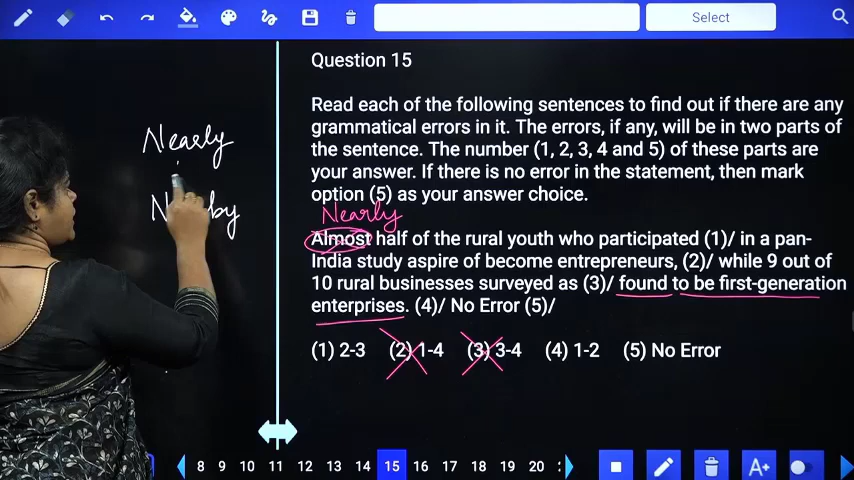 Select
Question 15
Nearly
Nearby
Read each of the following sentences to find out if there are any
grammatical errors in it. The errors, if any, will be in two parts of
the sentence. The number (1, 2, 3, 4 and 5) of these parts are
your answer. If there is no error in the statement, then mark
option (5) as your answer choice.
Nearly
Almost half of the rural youth who participated (1)/ in a pan-
India study aspire of become entrepreneurs, (2)/ while 9 out of
10 rural businesses surveyed as (3)/ found to be first-generation
enterprises. (4)/ No Error (5)/
(1) 2-3 (2) 1-4 (3) 3-4 (4) 1-2 (5) No Error
8 9 10 11 12 13 14 15 16 17 18 19 20
A+